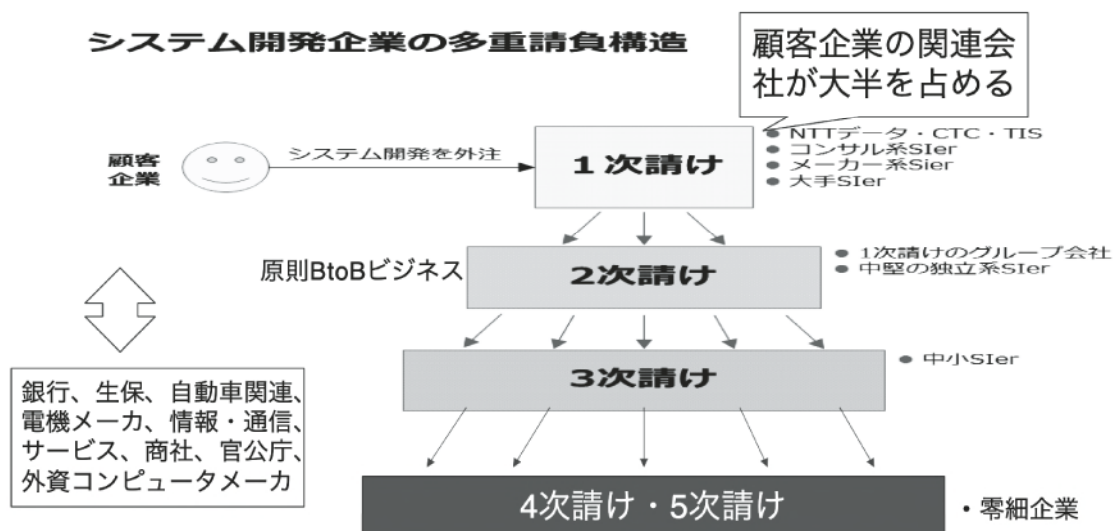 システム開発企業の多重請負構造
顧客企業の関連会
社が大半を占める
顧客
企業
システム開発を外注
1次請け
● NTTデータ・CTC・TIS
● コンサル系SIer
● メーカー系Sier
● 大手SIer
原則BtoBビジネス
2次請け
● 1次請けのグループ会社
● 中堅の独立系SIer
3次請け
● 中小SIer
銀行、生保、自動車関連、
電機メーカ、情報・通信、
サービス、商社、官公庁、
外資コンピュータメーカ
4次請け・5次請け
・零細企業